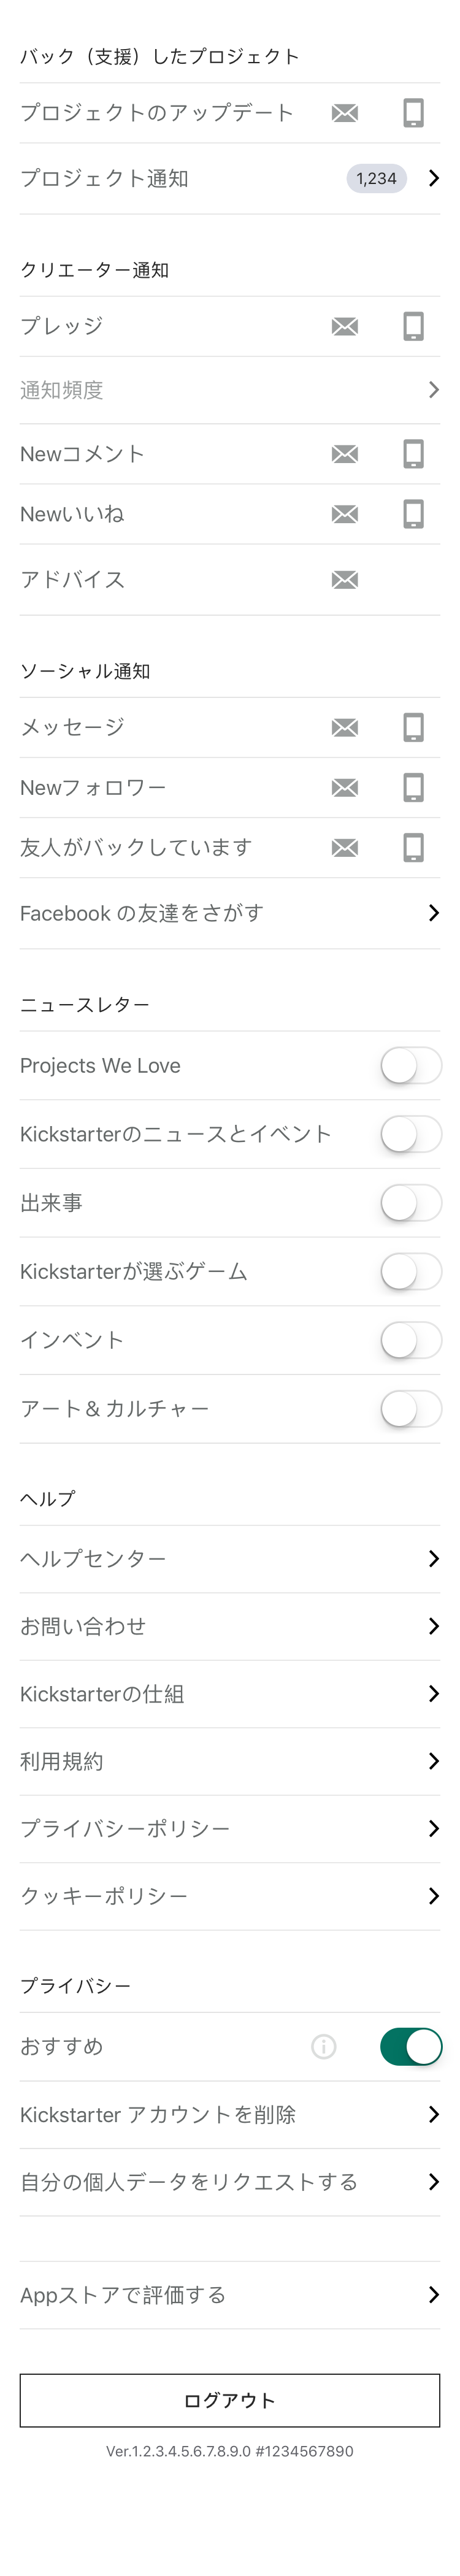 バック（支援）したプロジェクト
プロジェクトのアップデート
プロジェクト通知 1,234
クリエーター通知
プレッジ
通知頻度
Newコメント
Newいいね
アドバイス
ソーシャル通知
メッセージ
Newフォロワー
友人がバックしています
Facebook の友達をさがす
ニュースレター
Projects We Love
Kickstarterのニュースとイベント
出来事
Kickstarterが選ぶゲーム
インベント
アート＆カルチャー
ヘルプ
ヘルプセンター
お問い合わせ
Kickstarterの仕組
利用規約
プライバシーポリシー
クッキーポリシー
プライバシー
おすすめ
Kickstarter アカウントを削除
自分の個人データをリクエストする
Appストアで評価する
ログアウト
Ver.1.2.3.4.5.6.7.8.9.0 #1234567890